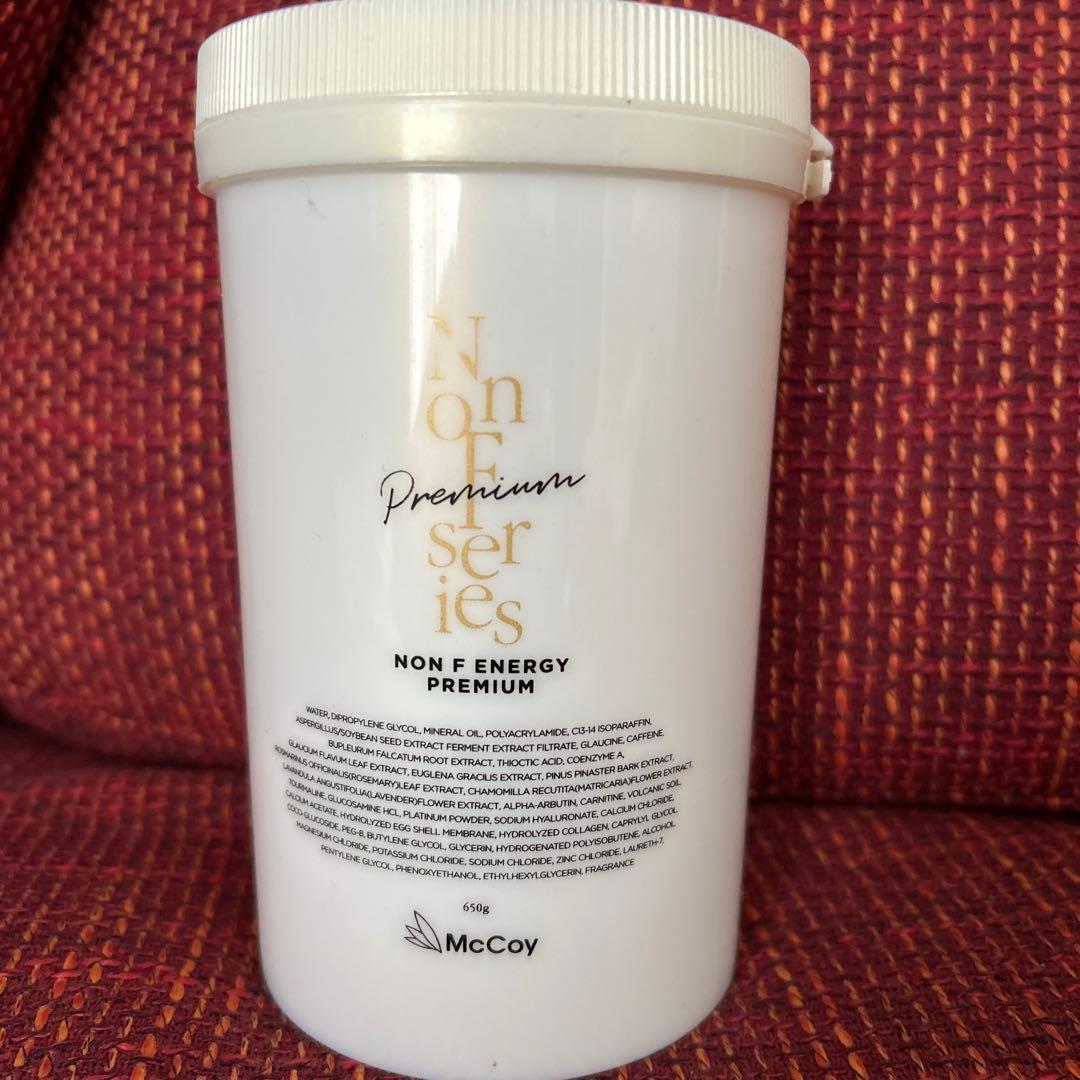 Non
F
Premium
series
NON F ENERGY
PREMIUM
WATER, DIPROPYLENE GLYCOL, MINERAL OIL, POLYACRYLAMIDE, C13-14 ISOPARAFFIN,
ASPERGILLUS/SOYBEAN SEED EXTRACT FERMENT EXTRACT FILTRATE, GLAUCINE, CAFFEINE.
BUPLEURUM FALCATUM ROOT EXTRACT, THIOCTIC ACID, COENZYME A,
GLAUCIUM FLAVUM LEAF EXTRACT, EUGLENA GRACILIS EXTRACT, PINUS PINASTER BARK EXTRACT,
ROSMARINUS OFFICINALIS(ROSEMARY)LEAF EXTRACT, CHAMOMILLA RECUTITA(MATRICARIA)FLOWER EXTRACT,
LAVANDULA ANGUSTIFOLIA(LAVENDER)FLOWER EXTRACT, ALPHA-ARBUTIN, CARNITINE, VOLCANIC SOIL
TOURMALINE, GLUCOSAMINE HCL, PLATINUM POWDER, SODIUM HYALURONATE, CALCIUM CHLORIDE,
CALCIUM ACETATE, HYDROLYZED EGG SHELL MEMBRANE, HYDROLYZED COLLAGEN, CAPRYLYL GLYCOL
COCO-GLUCOSIDE, PEG-8, BUTYLENE GLYCOL, GLYCERIN, HYDROGENATED POLYISOBUTENE, ALCOHOL
MAGNESIUM CHLORIDE, POTASSIUM CHLORIDE, SODIUM CHLORIDE, ZINC CHLORIDE, LAURETH-7,
PENTYLENE GLYCOL, PHENOXYETHANOL, ETHYLHEXYLGLYCERIN, FRAGRANCE
650g
McCoy